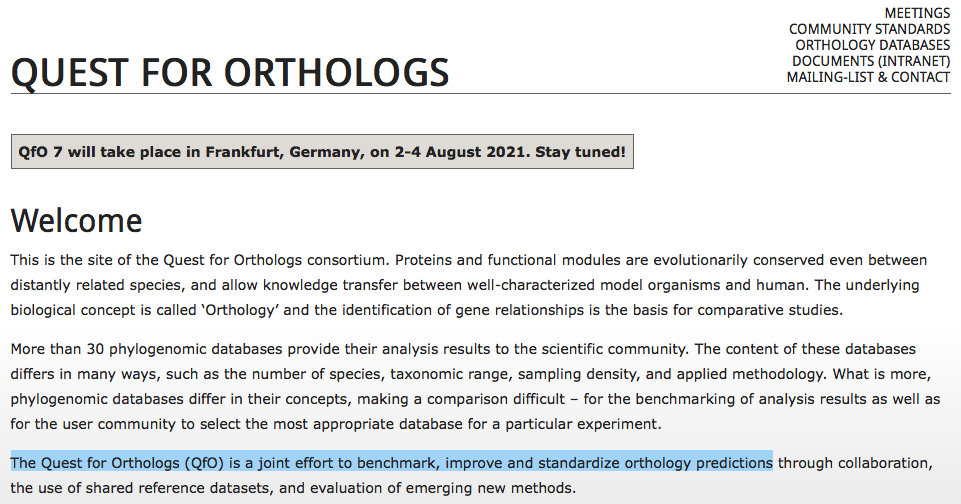 MEETINGS
COMMUNITY STANDARDS
ORTHOLOGY DATABASES
DOCUMENTS (INTRANET)
MAILING-LIST & CONTACT
QUEST FOR ORTHOLOGS
QfO 7 will take place in Frankfurt, Germany, on 2-4 August 2021. Stay tuned!
Welcome
This is the site of the Quest for Orthologs consortium. Proteins and functional modules are evolutionarily conserved even between
distantly related species, and allow knowledge transfer between well-characterized model organisms and human. The underlying
biological concept is called ‘Orthology’ and the identification of gene relationships is the basis for comparative studies.
More than 30 phylogenomic databases provide their analysis results to the scientific community. The content of these databases
differs in many ways, such as the number of species, taxonomic range, sampling density, and applied methodology. What is more,
phylogenomic databases differ in their concepts, making a comparison difficult – for the benchmarking of analysis results as well as
for the user community to select the most appropriate database for a particular experiment.
The Quest for Orthologs (QfO) is a joint effort to benchmark, improve and standardize orthology predictions through collaboration,
the use of shared reference datasets, and evaluation of emerging new methods.